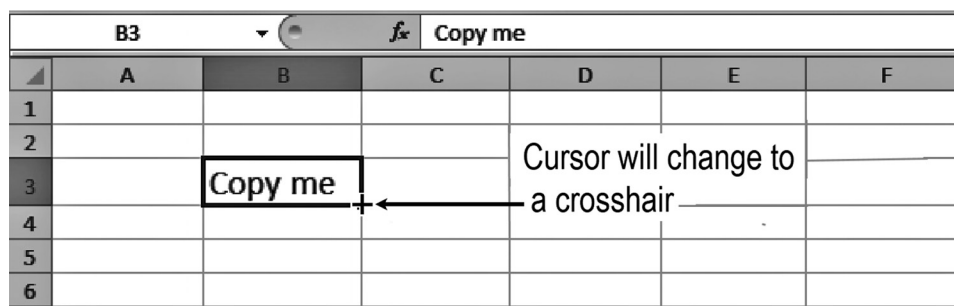 B3 fx Copy me
A B C D E F
1
2
Cursor will change to
3 Copy me
a crosshair
4
5
6